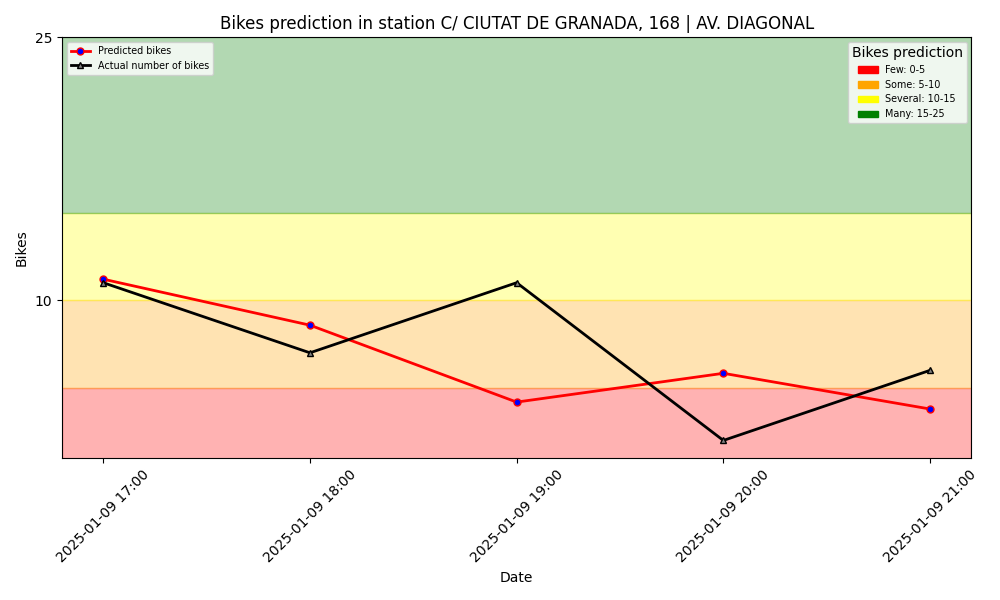 Bikes prediction in station C/ CIUTAT DE GRANADA, 168 | AV. DIAGONAL
25
10
Bikes
Predicted bikes
Actual number of bikes
Bikes prediction
Few: 0-5
Some: 5-10
Several: 10-15
Many: 15-25
2025-01-09 17:00
2025-01-09 18:00
2025-01-09 19:00
2025-01-09 20:00
2025-01-09 21:00
Date